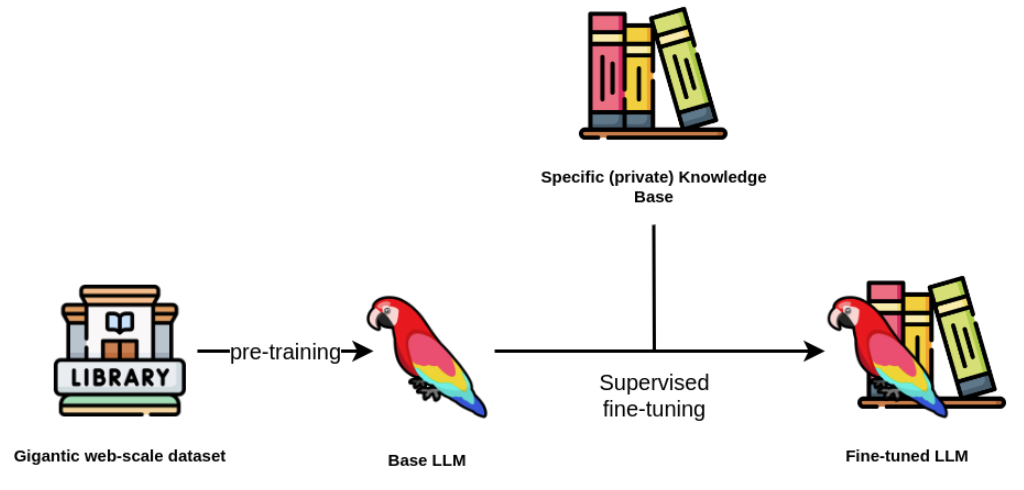 Specific (private) Knowledge
Base
LIBRARY
pre-training
Supervised
fine-tuning
Gigantic web-scale dataset
Base LLM
Fine-tuned LLM